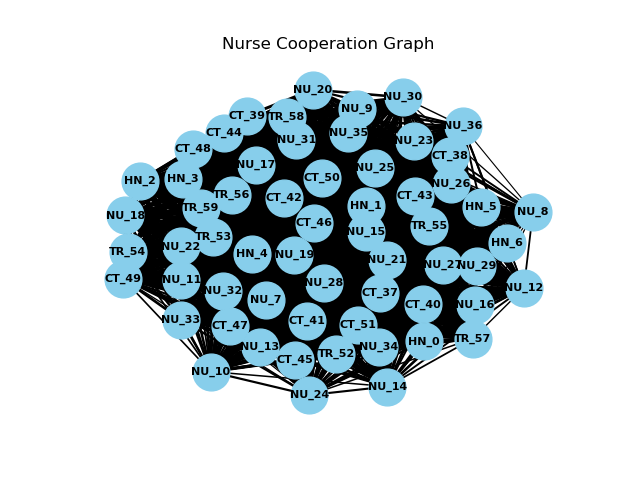 Nurse Cooperation Graph
NU_20
NU_30
NU_9
CT_39
TR_58
NU_36
CT_44
NU_35
NU_31
NU_23
CT_48
CT_38
NU_17
NU_25
CT_50
HN_2
HN_3
NU_26
TR_56
CT_43
CT_42
HN_1
HN_5
TR_59
NU_8
NU_18
CT_46
TR_55
NU_15
TR_53
HN_6
NU_22
TR_54
HN_4
NU_19
NU_21
NU_27
NU_29
CT_49
NU_11
NU_28
NU_12
NU_32
CT_37
NU_7
CT_40
NU_16
NU_33
CT_41
CT_51
CT_47
TR_57
HN_0
NU_13
NU_34
TR_52
CT_45
NU_10
NU_14
NU_24